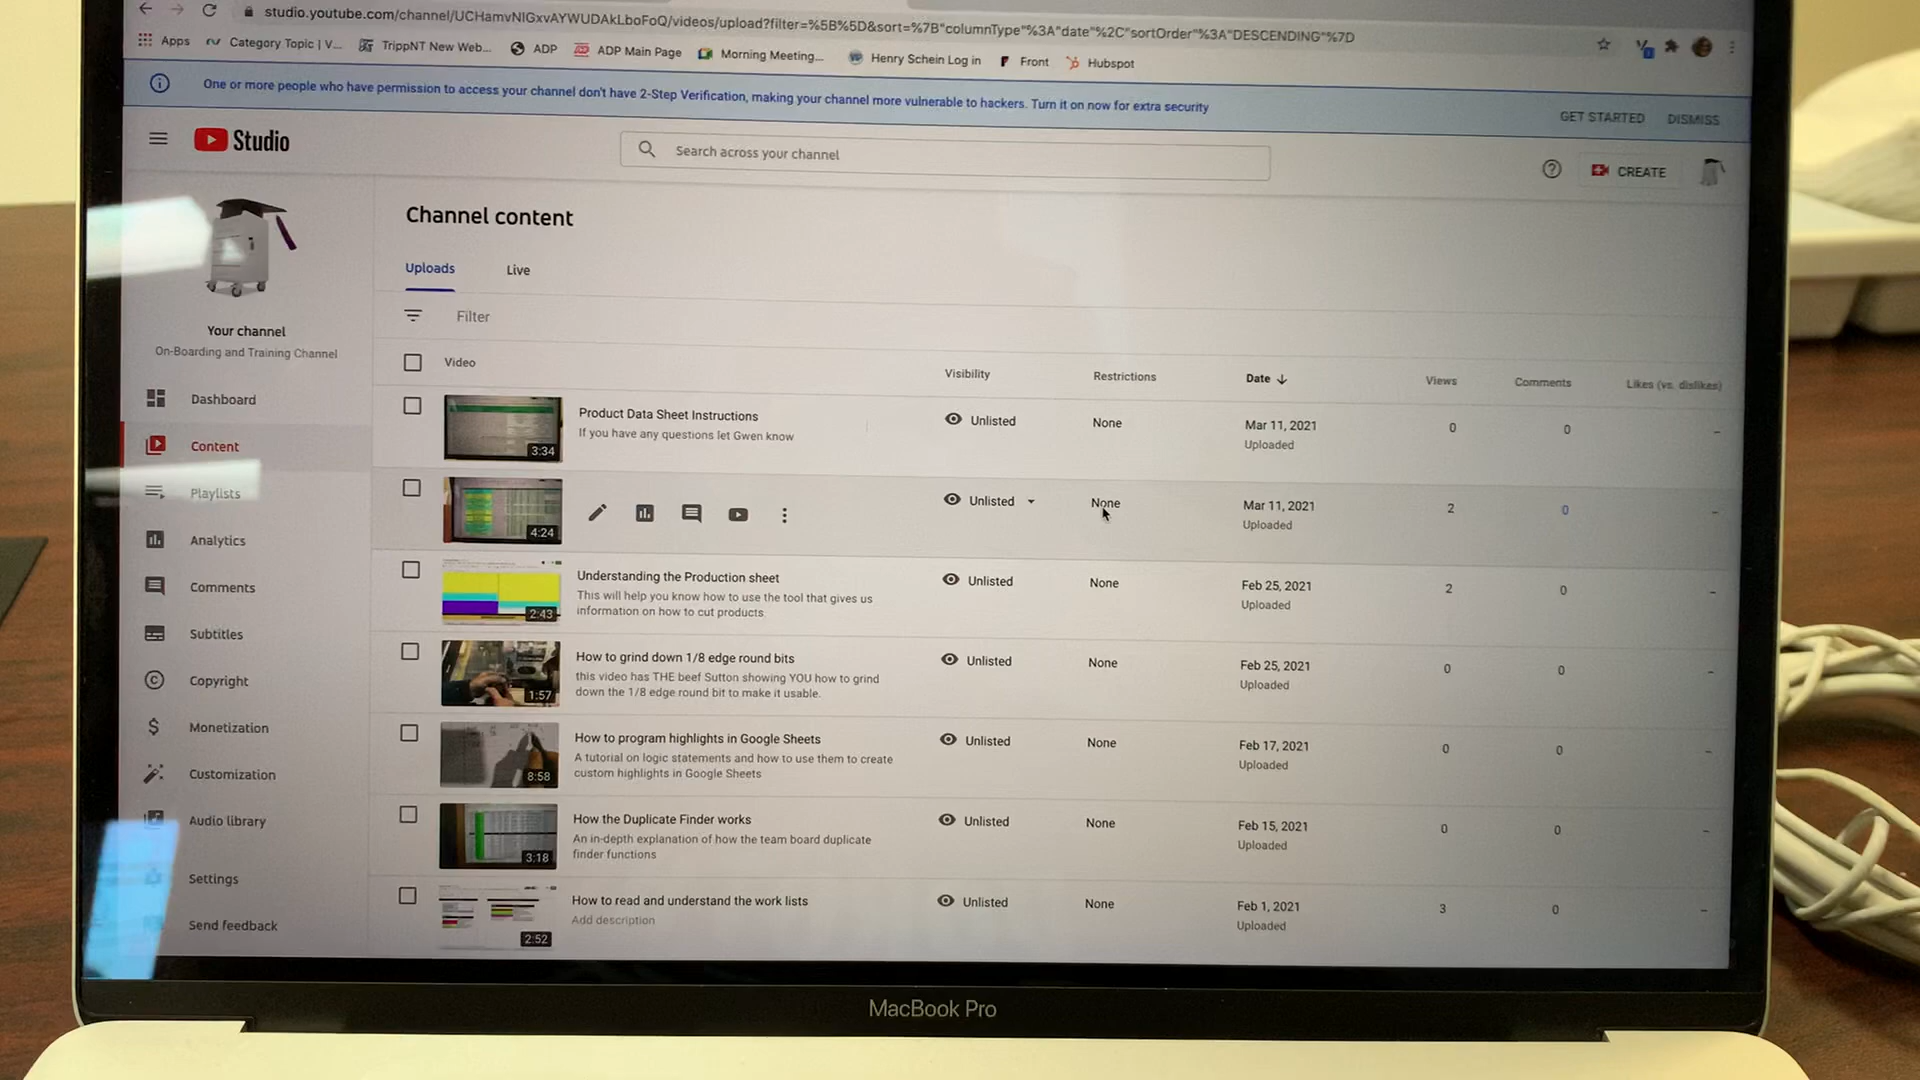 studio.youtube.com/channel/UCHamvNIGxvAYWUDAkLboFoQ/videos/upload?filter=%5B%5D&sort=%7B"columnType"%3A"date"%2C"sortOrder"%3A"DESCENDING"%7D
Apps Category Topic | V... TrippNT New Web... ADP ADP Main Page Morning Meeting... Henry Schein Log in Front Hubspot
One or more people who have permission to access your channel don't have 2-Step Verification, making your channel more vulnerable to hackers. Turn it on now for extra security GET STARTED DISMISS
Studio Search across your channel CREATE
Channel content
Uploads Live
Filter
Your channel
On-Boarding and Training Channel
Dashboard
Content
Playlists
Analytics
Comments
Subtitles
Copyright
Monetization
Customization
Audio library
Settings
Send feedback
Video Visibility Restrictions Date Views Comments Likes (vs. dislikes)
3:34 Product Data Sheet Instructions Unlisted None Mar 11, 2021 0 0 –
If you have any questions let Gwen know Uploaded
4:24 Unlisted None Mar 11, 2021 2 0 –
Uploaded
2:43 Understanding the Production sheet Unlisted None Feb 25, 2021 2 0 –
This will help you know how to use the tool that gives us Uploaded
information on how to cut products.
1:57 How to grind down 1/8 edge round bits Unlisted None Feb 25, 2021 0 0 –
this video has THE beef Sutton showing YOU how to grind Uploaded
down the 1/8 edge round bit to make it usable.
8:58 How to program highlights in Google Sheets Unlisted None Feb 17, 2021 0 0 –
A tutorial on logic statements and how to use them to create Uploaded
custom highlights in Google Sheets
3:18 How the Duplicate Finder works Unlisted None Feb 15, 2021 0 0 –
An in-depth explanation of how the team board duplicate Uploaded
finder functions
2:52 How to read and understand the work lists Unlisted None Feb 1, 2021 3 0 –
Add description Uploaded
MacBook Pro